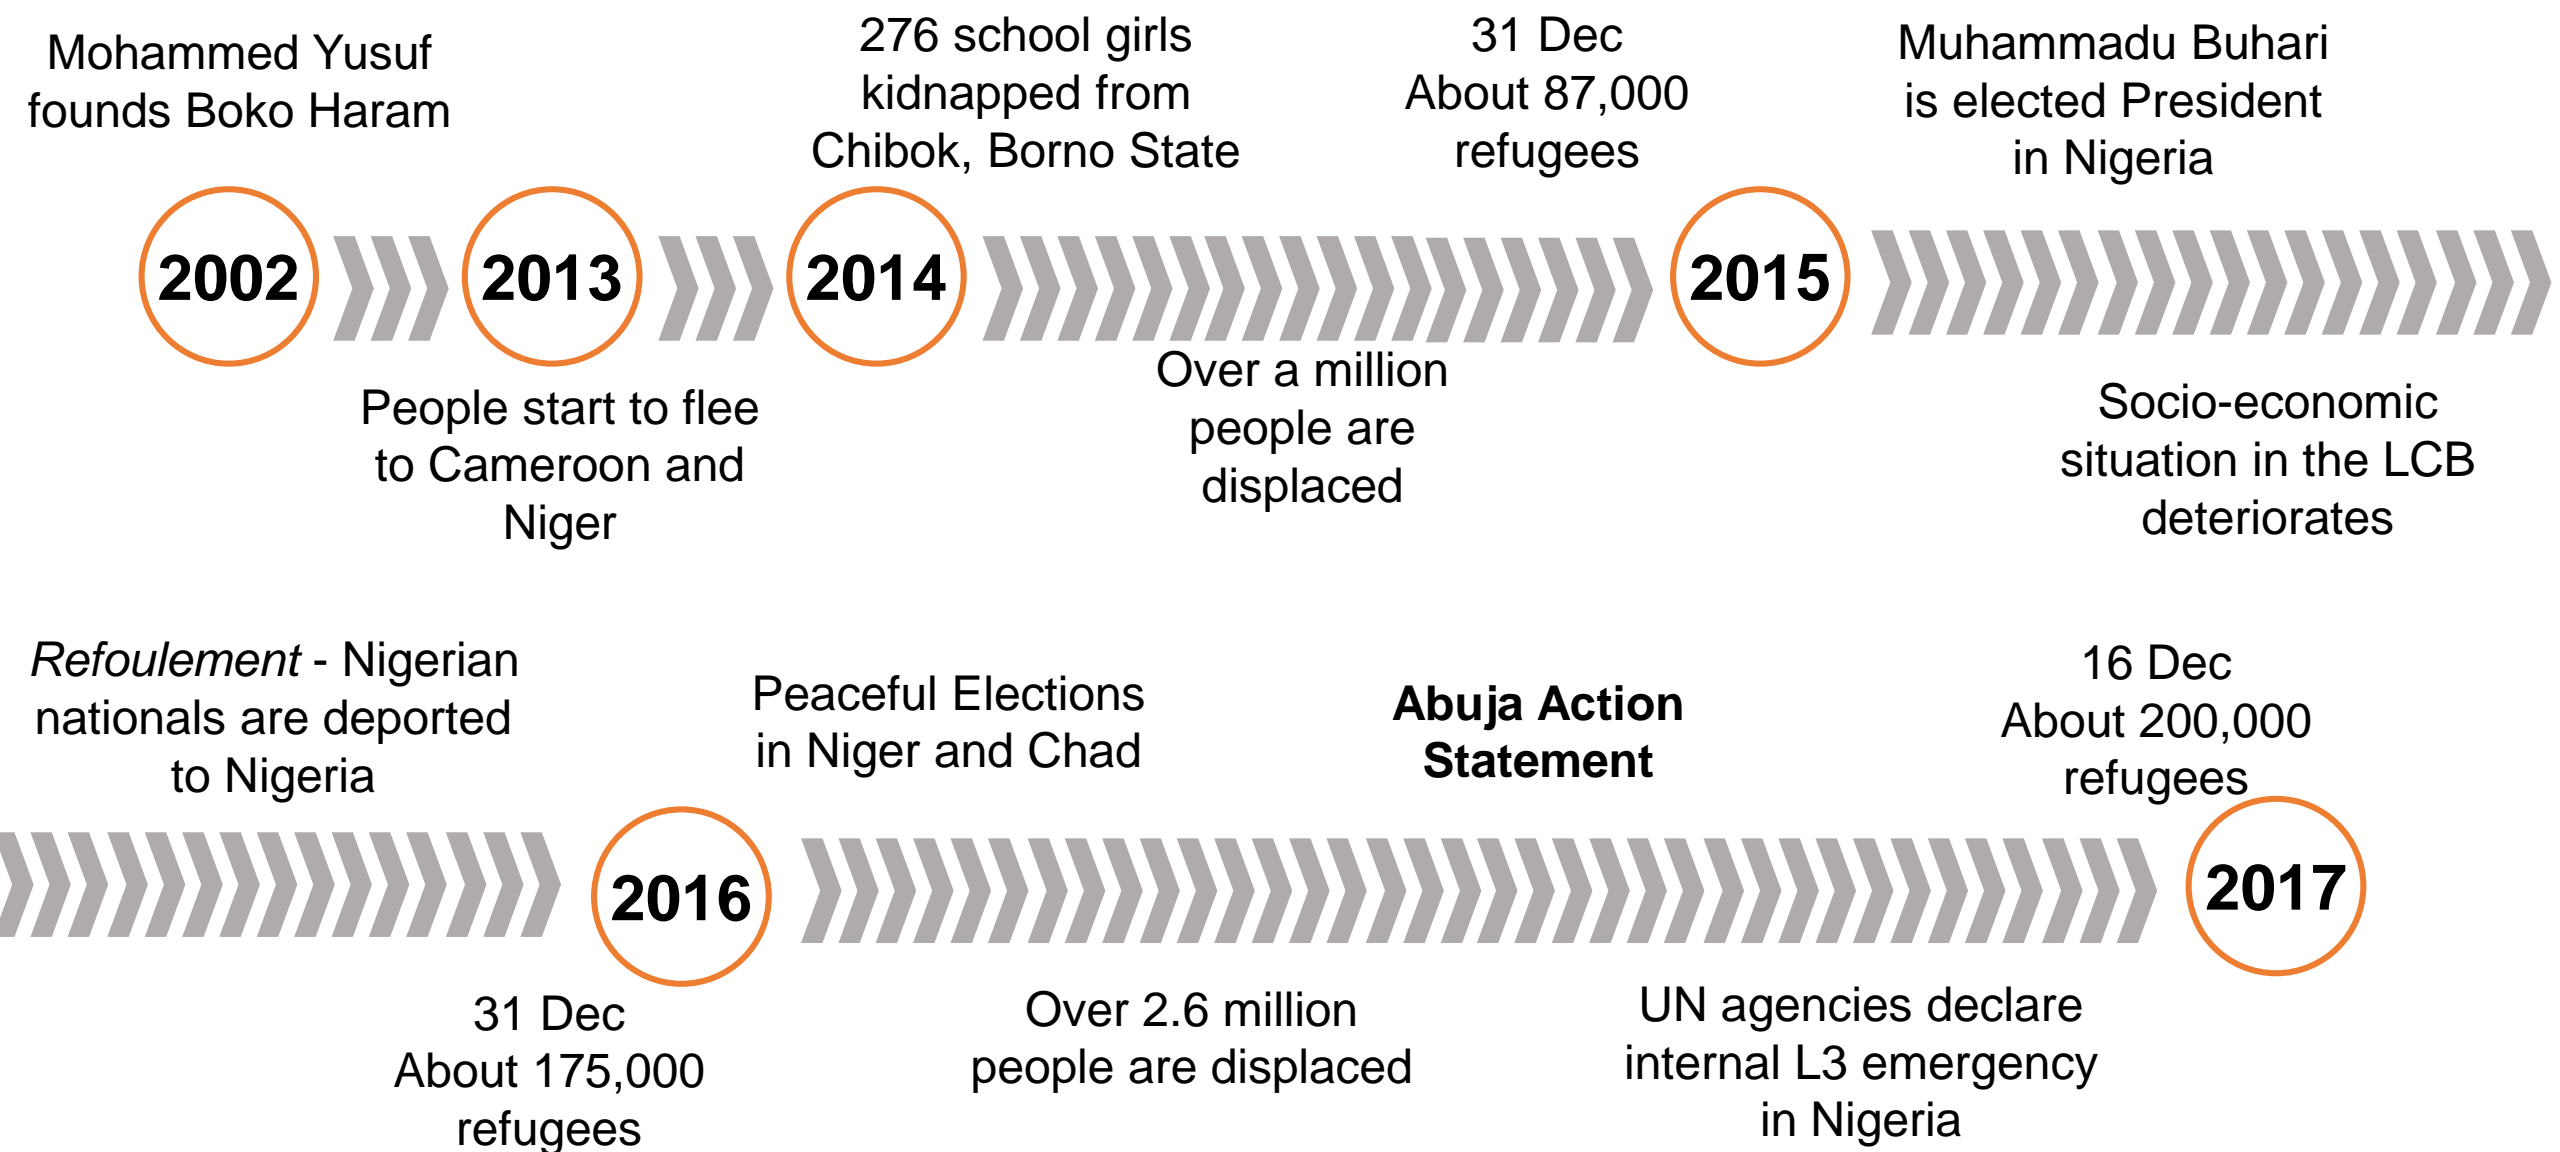 Mohammed Yusuf
founds Boko Haram
276 school girls
kidnapped from
Chibok, Borno State
31 Dec
About 87,000
refugees
Muhammadu Buhari
is elected President
in Nigeria
2002
2013
2014
2015
People start to flee
to Cameroon and
Niger
Over a million
people are
displaced
Socio-economic
situation in the LCB
deteriorates
Refoulement - Nigerian
nationals are deported
to Nigeria
Peaceful Elections
in Niger and Chad
Abuja Action
Statement
16 Dec
About 200,000
refugees
2016
2017
31 Dec
About 175,000
refugees
Over 2.6 million
people are displaced
UN agencies declare
internal L3 emergency
in Nigeria